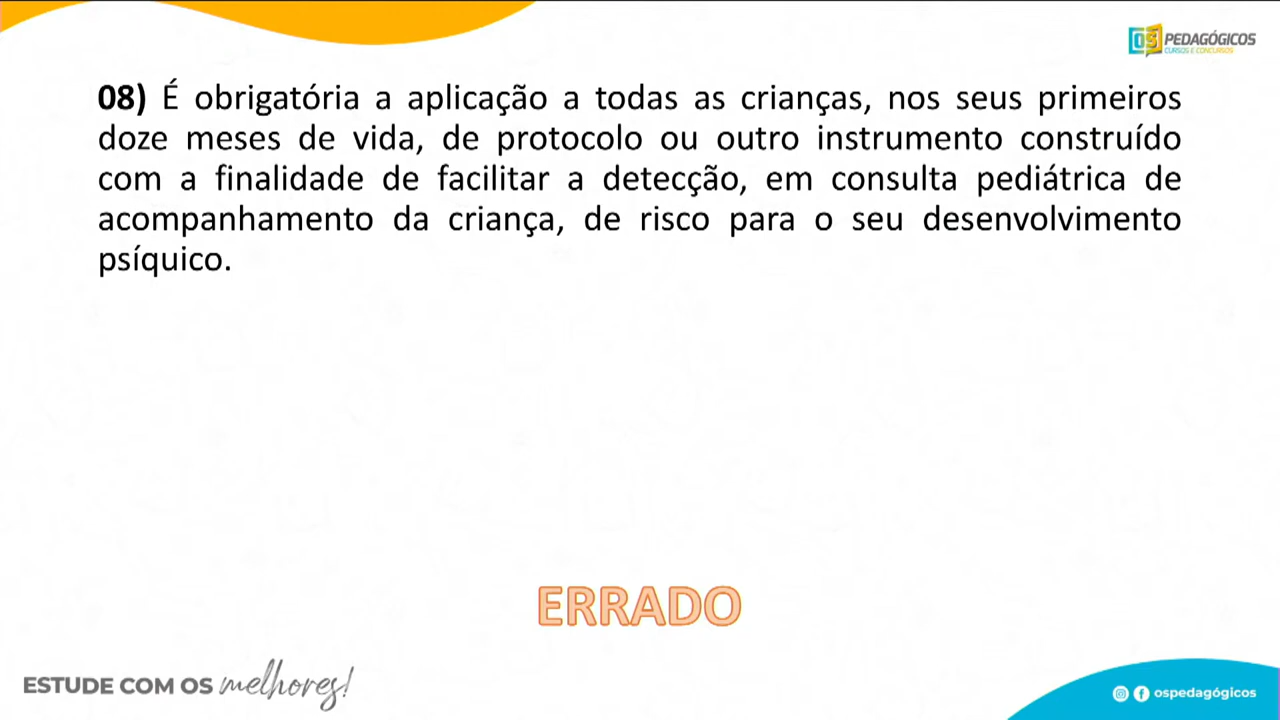 OS PEDAGÓGICOS
CURSOS E CONCURSOS
08) É obrigatória a aplicação a todas as crianças, nos seus primeiros
doze meses de vida, de protocolo ou outro instrumento construído
com a finalidade de facilitar a detecção, em consulta pediátrica de
acompanhamento da criança, de risco para o seu desenvolvimento
psíquico.
ERRADO
ESTUDE COM OS melhores!
ospedagógicos